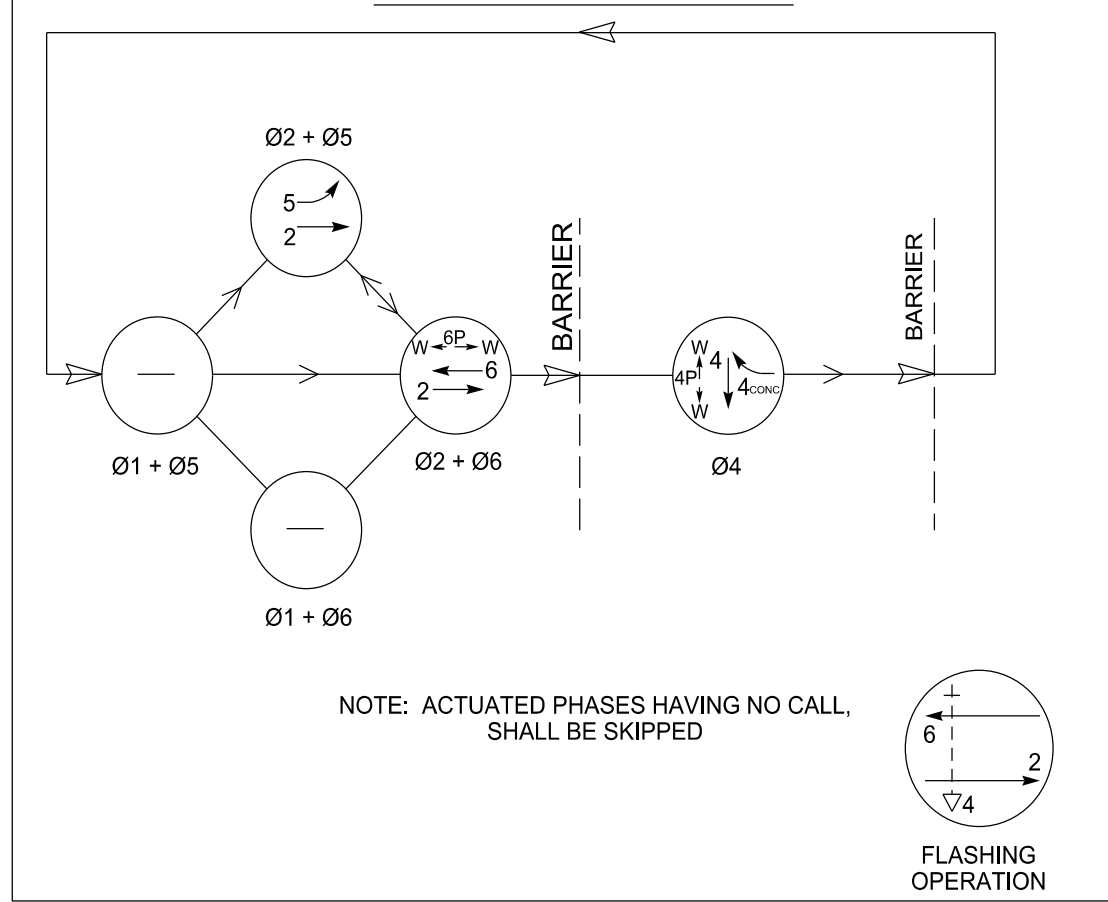 Ø2 + Ø5
5
2
BARRIER
BARRIER
W 6P W
6
2
W
4P
W
4
4CONC
Ø1 + Ø5
Ø2 + Ø6
Ø4
Ø1 + Ø6
NOTE: ACTUATED PHASES HAVING NO CALL,
SHALL BE SKIPPED
6
2
4
FLASHING
OPERATION